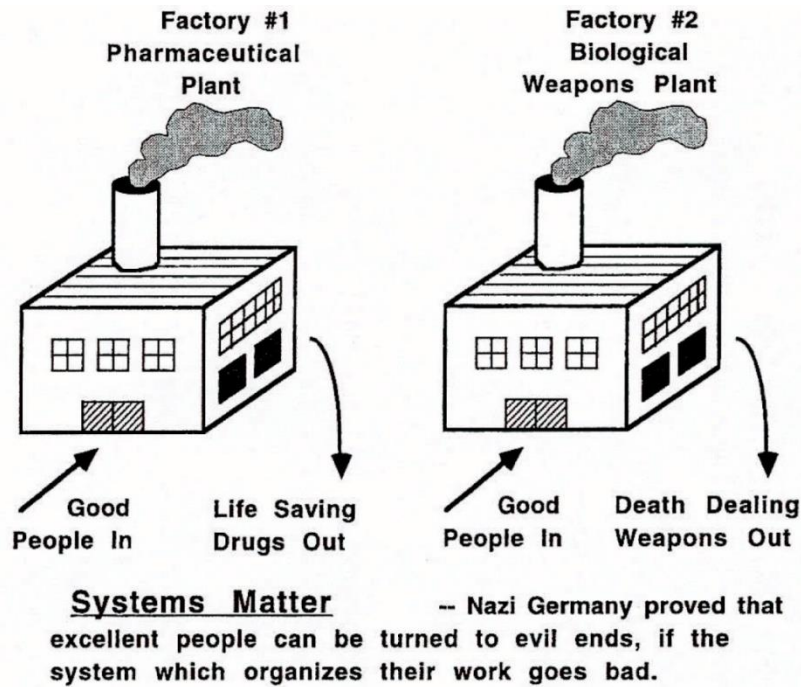 Factory #1
Pharmaceutical
Plant
Factory #2
Biological
Weapons Plant
Good
People In
Life Saving
Drugs Out
Good
People In
Death Dealing
Weapons Out
Systems Matter -- Nazi Germany proved that
excellent people can be turned to evil ends, if the
system which organizes their work goes bad.